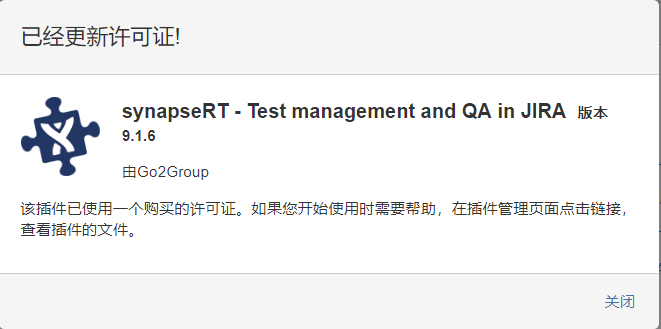 已经更新许可证!
synapseRT - Test management and QA in JIRA 版本
9.1.6
由Go2Group
该插件已使用一个购买的许可证。如果您开始使用时需要帮助，在插件管理页面点击链接，
查看插件的文件。
关闭